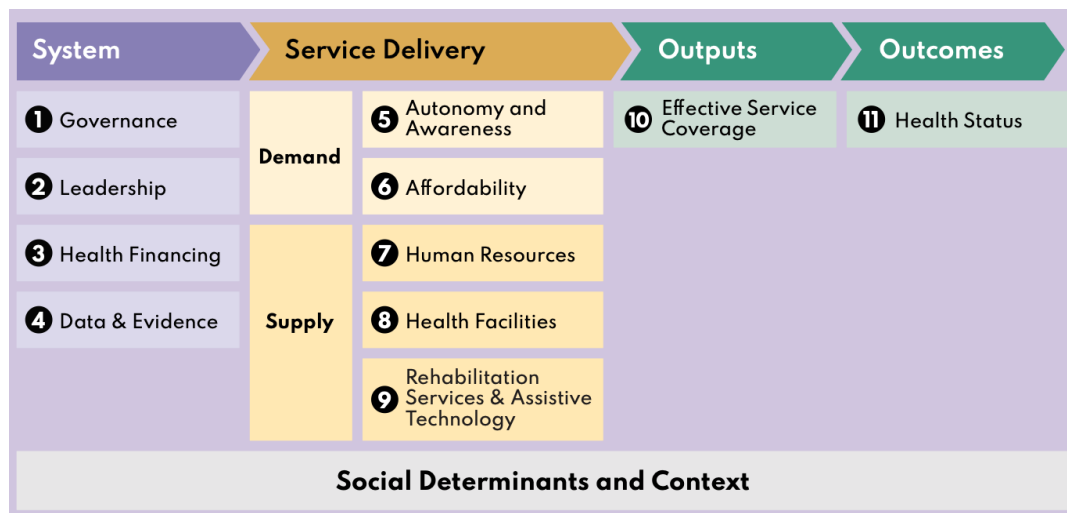 System
Service Delivery
Outputs
Outcomes
1 Governance
2 Leadership
3 Health Financing
4 Data & Evidence
Demand
5 Autonomy and
Awareness
6 Affordability
Supply
7 Human Resources
8 Health Facilities
9 Rehabilitation
Services & Assistive
Technology
10 Effective Service
Coverage
11 Health Status
Social Determinants and Context